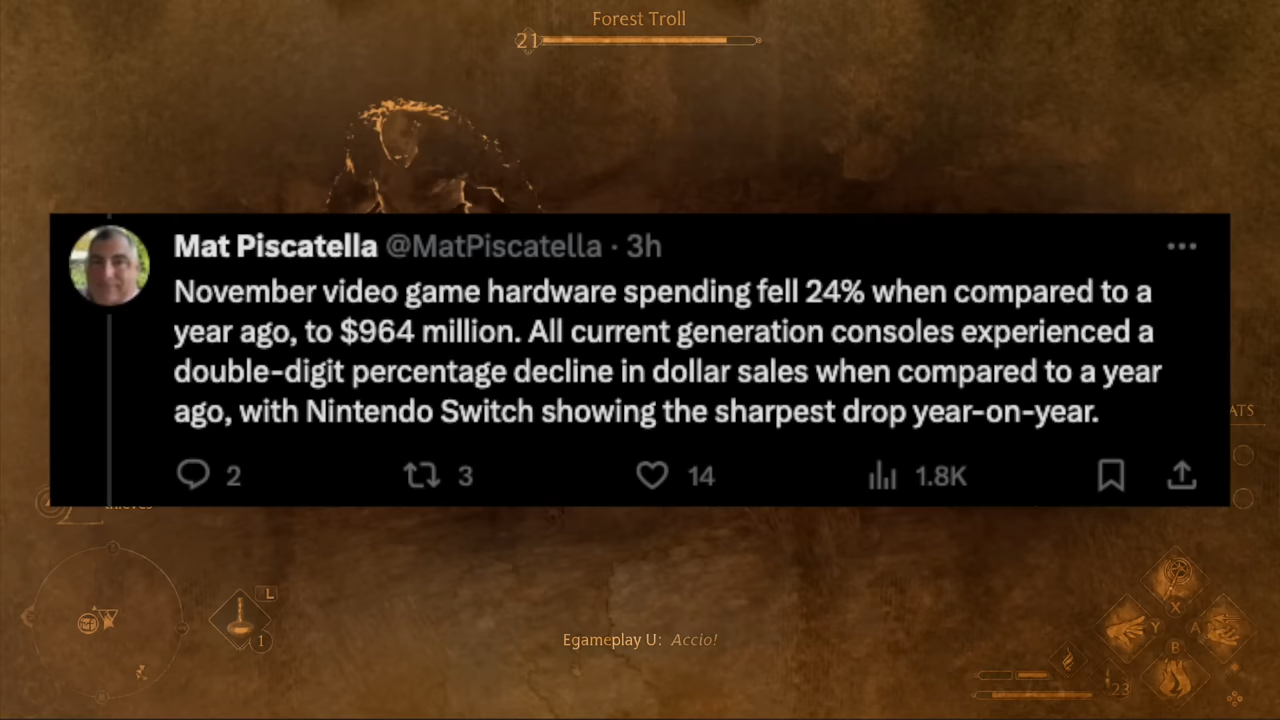 Forest Troll
21
Mat Piscatella @MatPiscatella · 3h
November video game hardware spending fell 24% when compared to a
year ago, to $964 million. All current generation consoles experienced a
double-digit percentage decline in dollar sales when compared to a year
ago, with Nintendo Switch showing the sharpest drop year-on-year.
2 3 14 1.8K
L
1
Egameplay U: Accio!
X
Y A
B
23